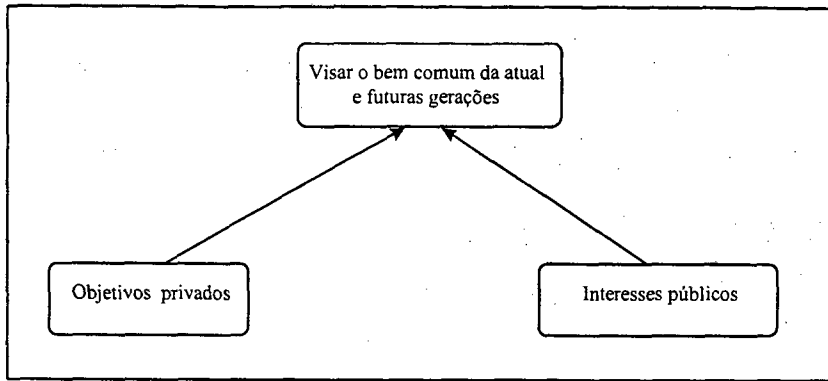 Visar o bem comum da atual
e futuras gerações
Objetivos privados
Interesses públicos